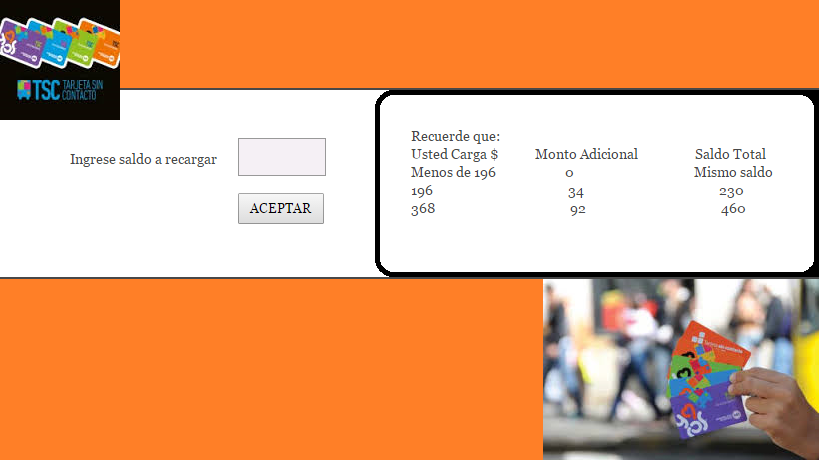 TSC TARJETA SIN CONTACTO
Ingrese saldo a recargar
ACEPTAR
Recuerde que:
Usted Carga $ Monto Adicional Saldo Total
Menos de 196 0 Mismo saldo
196 34 230
368 92 460